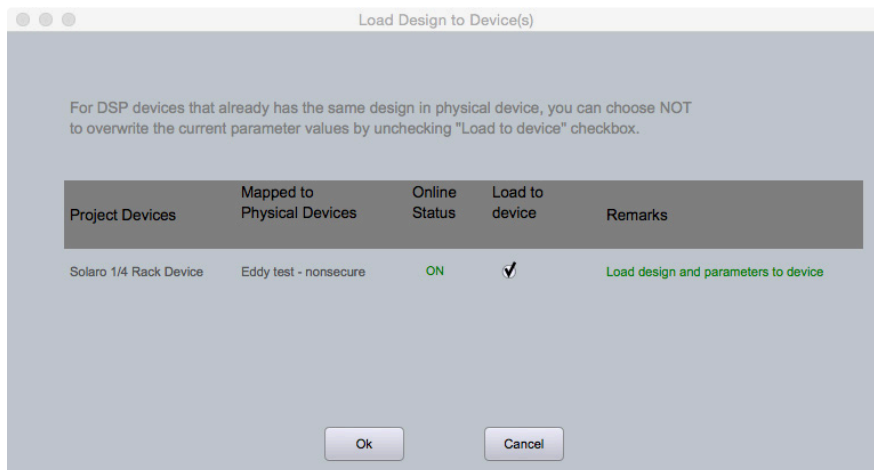 Load Design to Device(s)
For DSP devices that already has the same design in physical device, you can choose NOT
to overwrite the current parameter values by unchecking "Load to device" checkbox.
Project Devices
Mapped to
Physical Devices
Online
Status
Load to
device
Remarks
Solaro 1/4 Rack Device
Eddy test - nonsecure
ON
Load design and parameters to device
Ok
Cancel